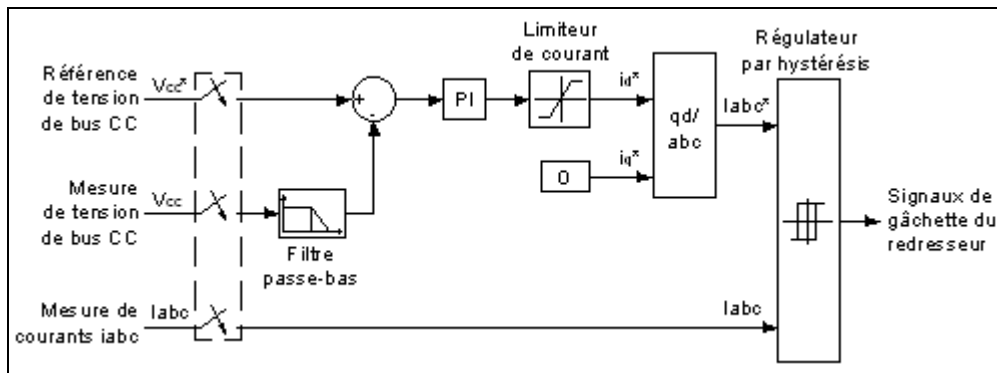 Limiteur
de courant
Régulateur
par hystérésis
Référence
de tension
de bus CC
Vcc*
+
-
PI
id*
qd/
abc
Iabc*
0
iq*
Mesure
de tension
de bus CC
Vcc
Filtre
passe-bas
Signaux de
gâchette du
redresseur
Mesure de
courants iabc
Iabc
Iabc